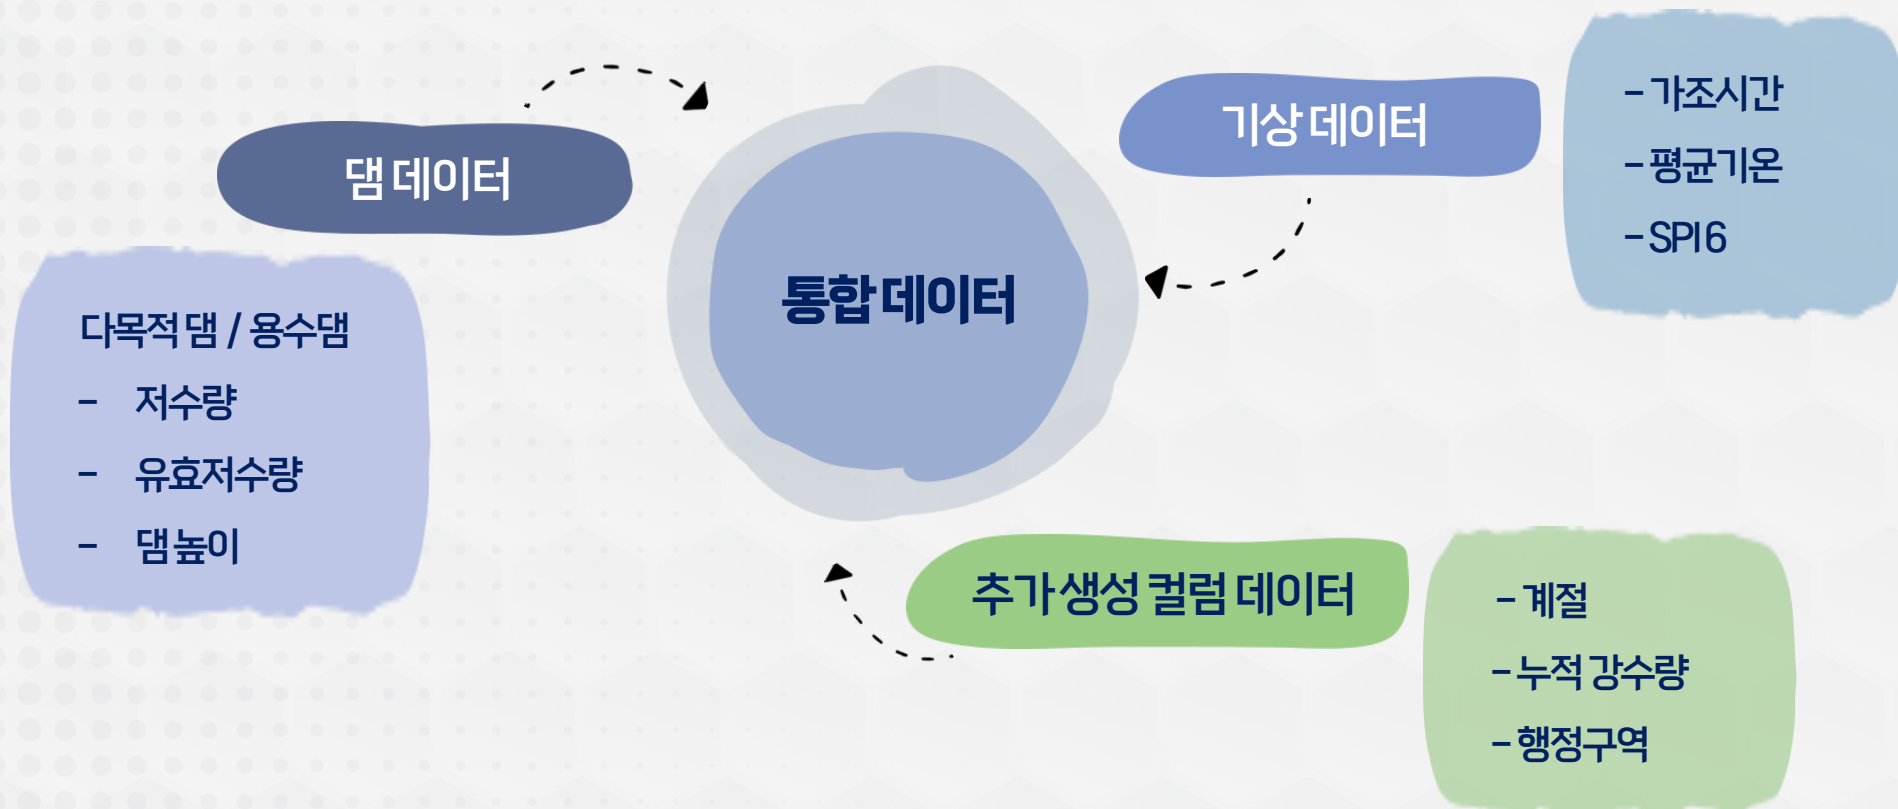 댐 데이터
다목적 댐 / 용수댐
- 저수량
- 유효저수량
- 댐 높이
통합 데이터
기상 데이터
- 가조시간
- 평균기온
- SPI 6
추가 생성 컬럼 데이터
- 계절
- 누적 강수량
- 행정구역